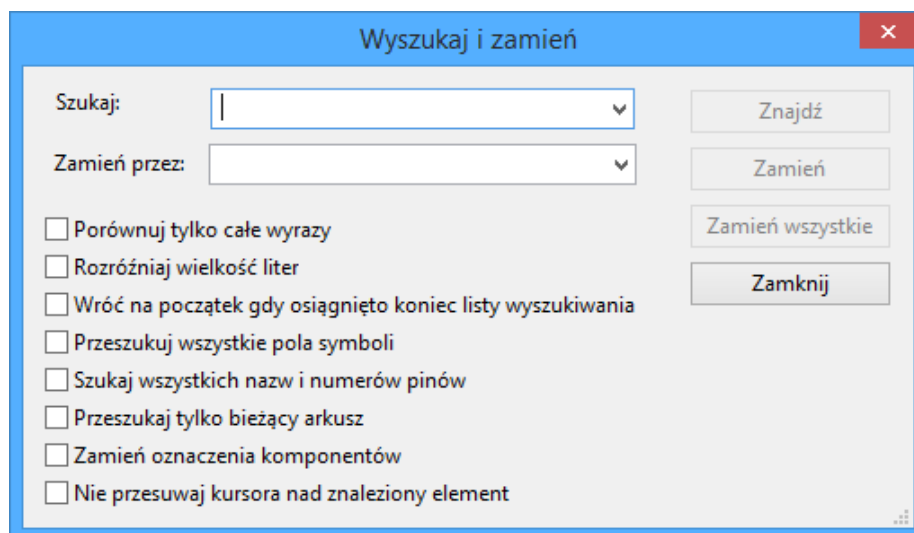 Wyszukaj i zamień
Szukaj:
Znajdź
Zamień przez:
Zamień
Zamień wszystkie
Zamknij
Porównuj tylko całe wyrazy
Rozróźniaj wielkość liter
Wróć na początek gdy osiągnięto koniec listy wyszukiwania
Przeszukuj wszystkie pola symboli
Szukaj wszystkich nazw i numerów pinów
Przeszukaj tylko bieżący arkusz
Zamień oznaczenia komponentów
Nie przesuwaj kursora nad znaleziony element